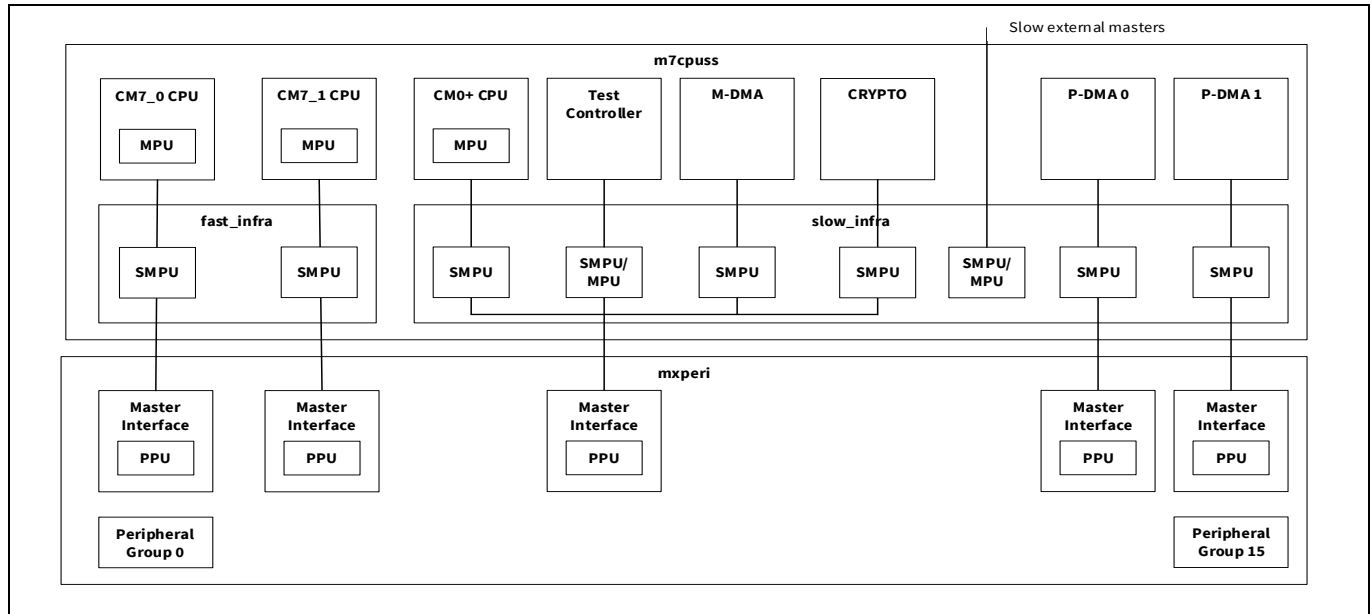 Slow external masters
m7cpuss
CM7_0 CPU
MPU
CM7_1 CPU
MPU
CM0+ CPU
MPU
Test
Controller
M-DMA
CRYPTO
P-DMA 0
P-DMA 1
fast_infra
SMPU
SMPU
slow_infra
SMPU
SMPU/
MPU
SMPU
SMPU
SMPU/
MPU
SMPU
SMPU
mxperi
Master
Interface
PPU
Master
Interface
PPU
Master
Interface
PPU
Master
Interface
PPU
Master
Interface
PPU
Peripheral
Group 0
Peripheral
Group 15